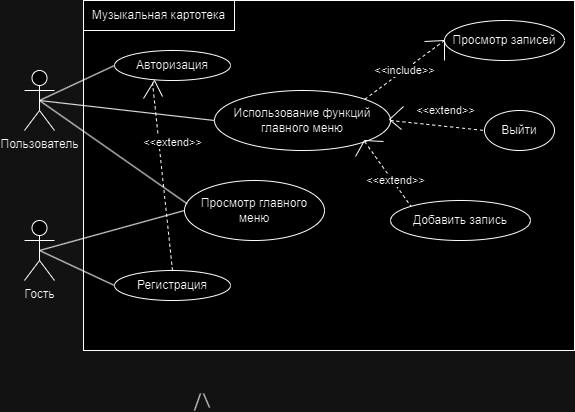 Музыкальная картотека
Просмотр записей
Авторизация
<<include>>
Использование функций
главного меню
<<extend>>
Выйти
Пользователь
<<extend>>
<<extend>>
Просмотр главного
меню
Добавить запись
Гость
Регистрация